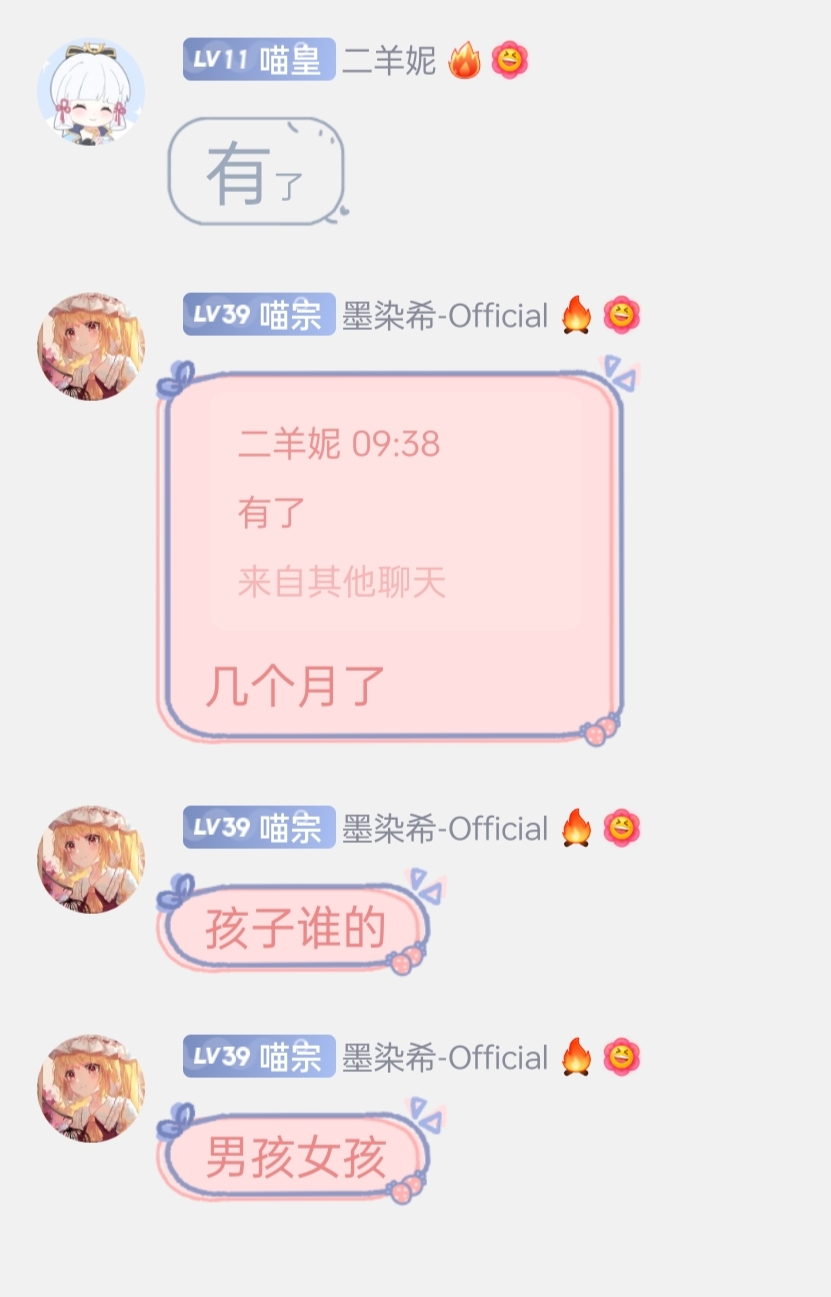 LV11 喵皇 二羊妮
有了
LV39 喵宗 墨染希-Official
二羊妮 09:38
有了
来自其他聊天
几个月了
LV39 喵宗 墨染希-Official
孩子谁的
LV39 喵宗 墨染希-Official
男孩女孩